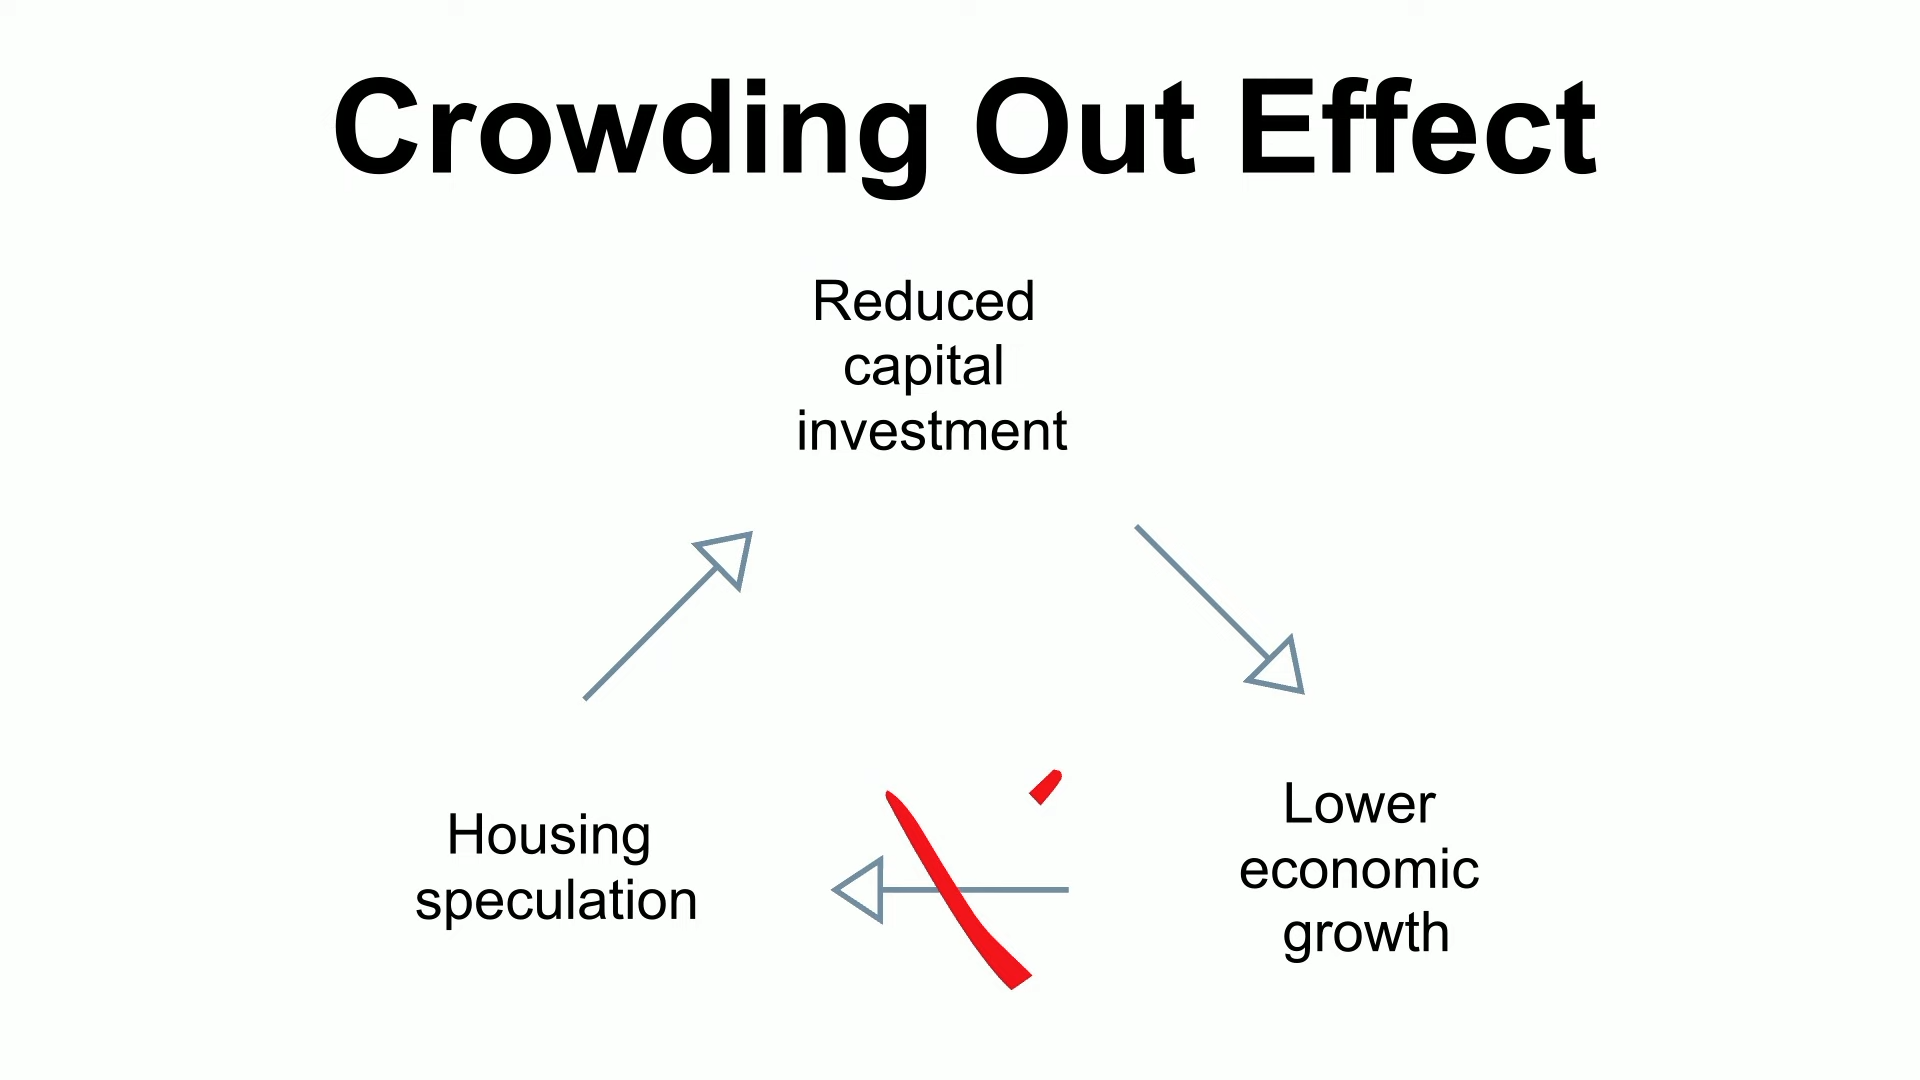 Crowding Out Effect
Reduced
capital
investment
Housing
speculation
Lower
economic
growth